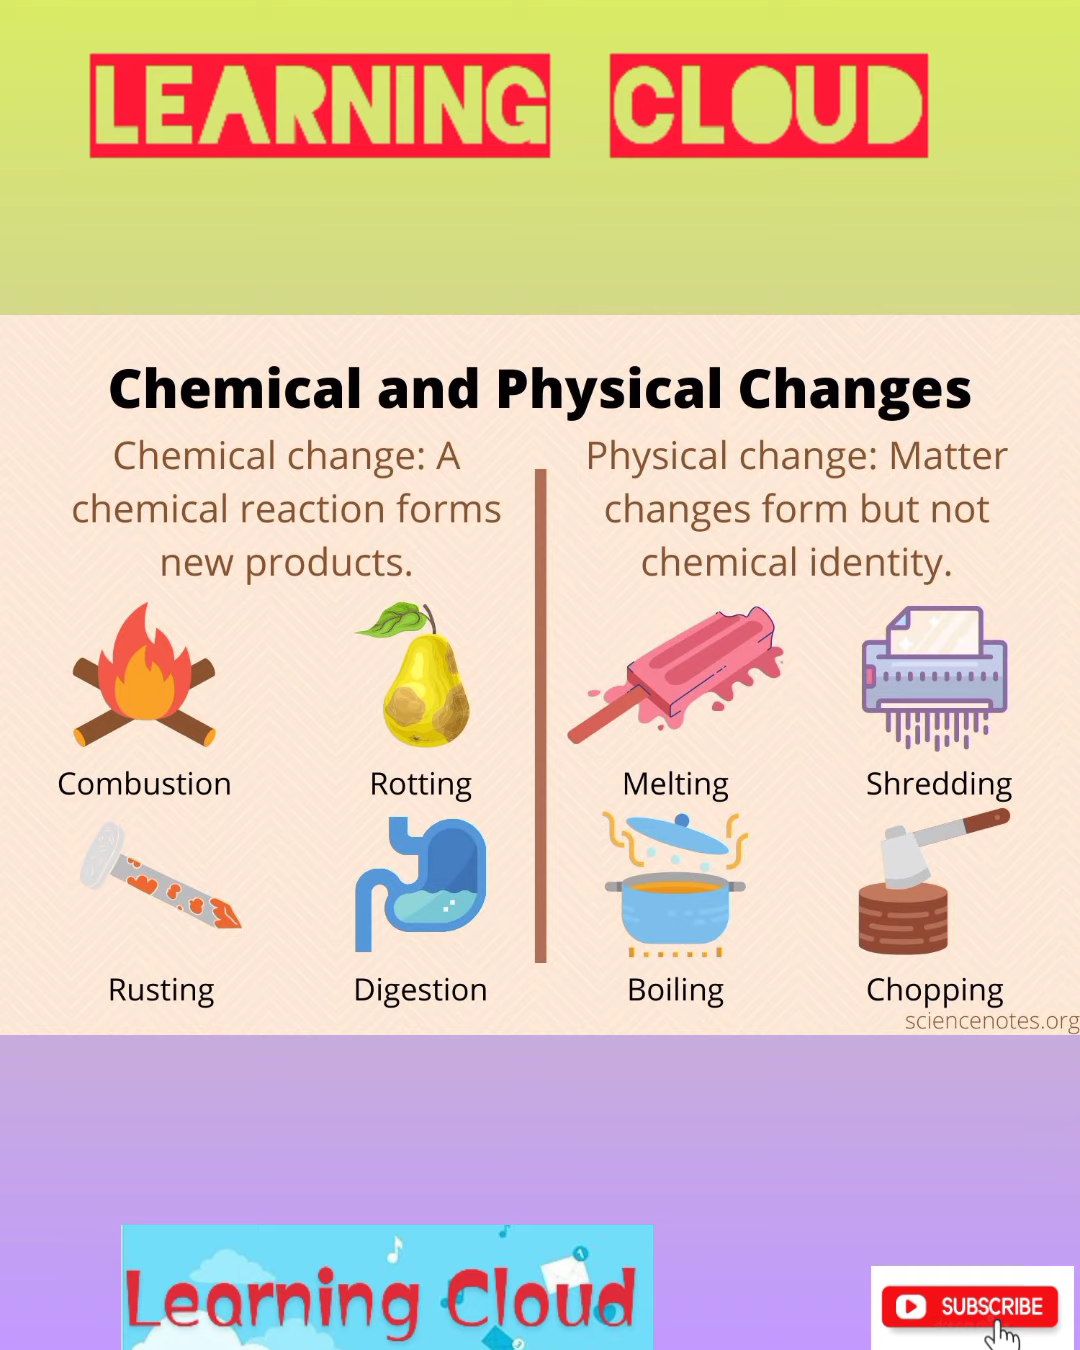 LEARNING CLOUD
Chemical and Physical Changes
Chemical change: A
chemical reaction forms
new products.
Physical change: Matter
changes form but not
chemical identity.
Combustion
Rotting
Melting
Shredding
Rusting
Digestion
Boiling
Chopping
sciencenotes.org
Learning Cloud
SUBSCRIBE